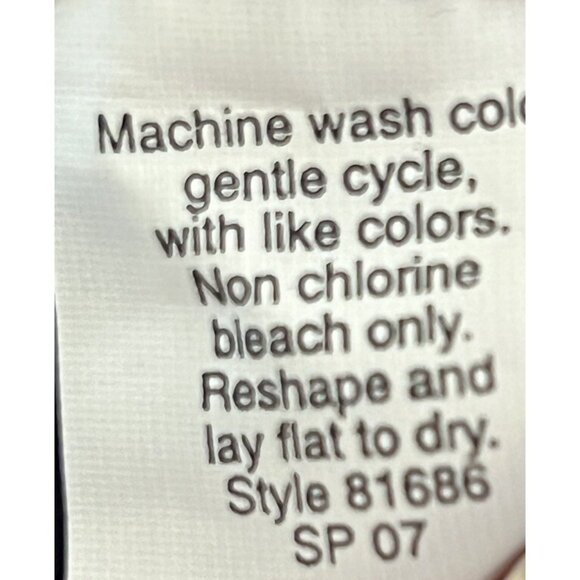 Machine wash col
gentle cycle,
with like colors.
Non chlorine
bleach only.
Reshape and
lay flat to dry.
Style 81686
SP 07